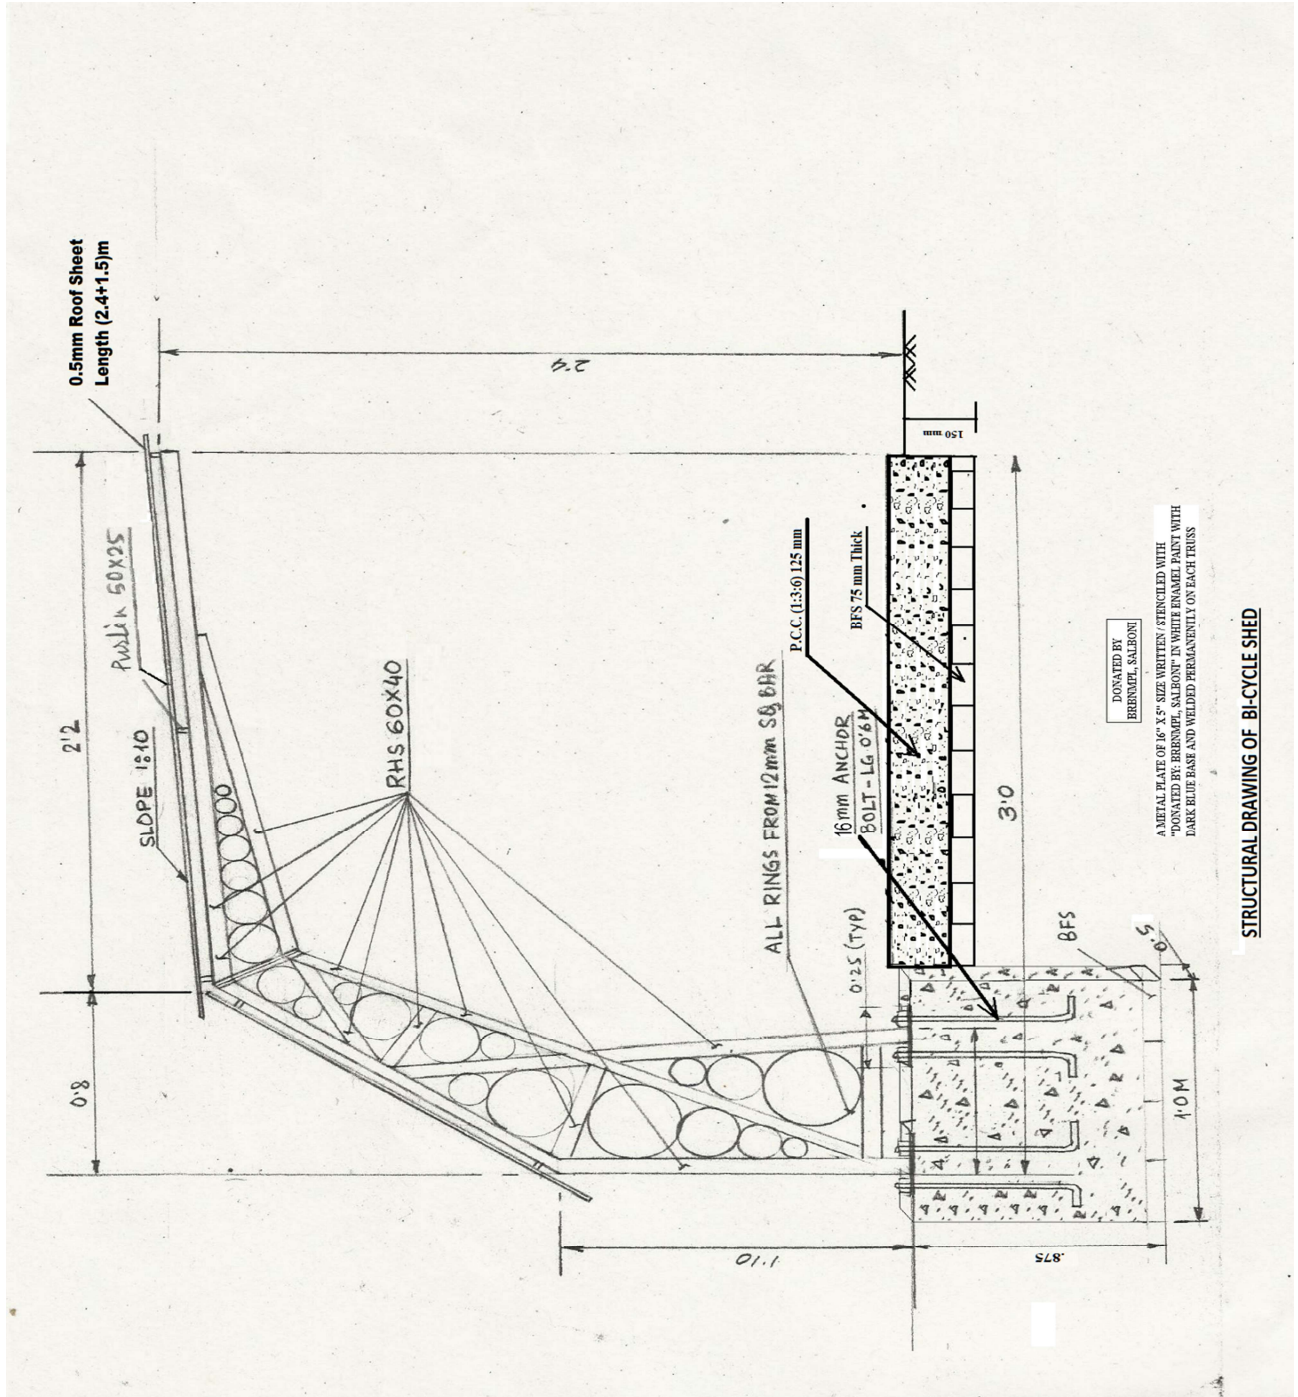 0.5mm Roof Sheet
Length (2.4+1.5)m
2'2
0'8
Purlin 50X25
SLOPE 1:10
2'4
RHS 60X40
ALL RINGS FROM 12mm SQ BAR
P.C.C. (1:3:6) 125 mm
BFS 75 mm Thick
16mm ANCHOR
BOLT-LG 0'6M
0'25 (TYP)
150 mm
3'0
BFS
0'5
1'0M
1'10
.875
DONATED BY
BRBNMPL, SALBONI
A METAL PLATE OF 16" X 5" SIZE WRITTEN / STENCILED WITH
"DONATED BY: BRBNMPL, SALBONI" IN WHITE ENAMEL PAINT WITH
DARK BLUE BASE AND WELDED PERMANENTLY ON EACH TRUSS
STRUCTURAL DRAWING OF BI-CYCLE SHED